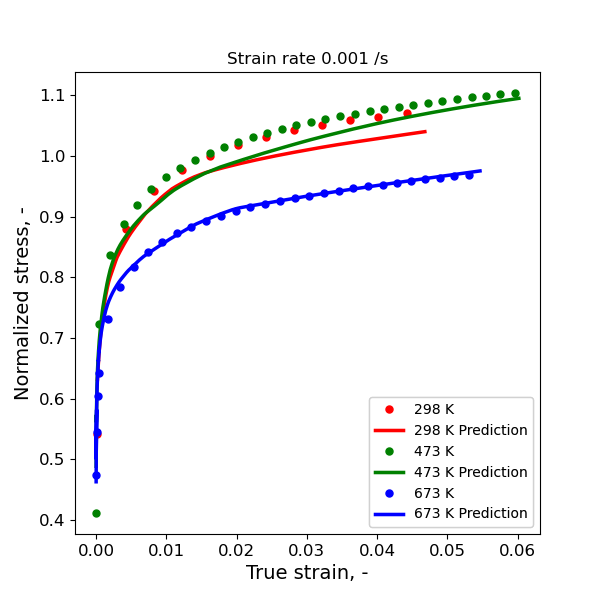 Strain rate 0.001 /s
Normalized stress, -
1.1
1.0
0.9
0.8
0.7
0.6
0.5
0.4
298 K
298 K Prediction
473 K
473 K Prediction
673 K
673 K Prediction
0.00 0.01 0.02 0.03 0.04 0.05 0.06
True strain, -